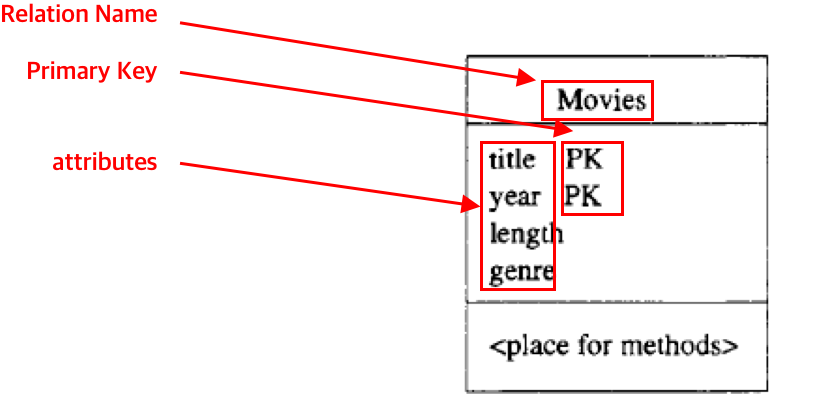 Relation Name
Primary Key
Movies
attributes
title PK
year PK
length
genre
<place for methods>